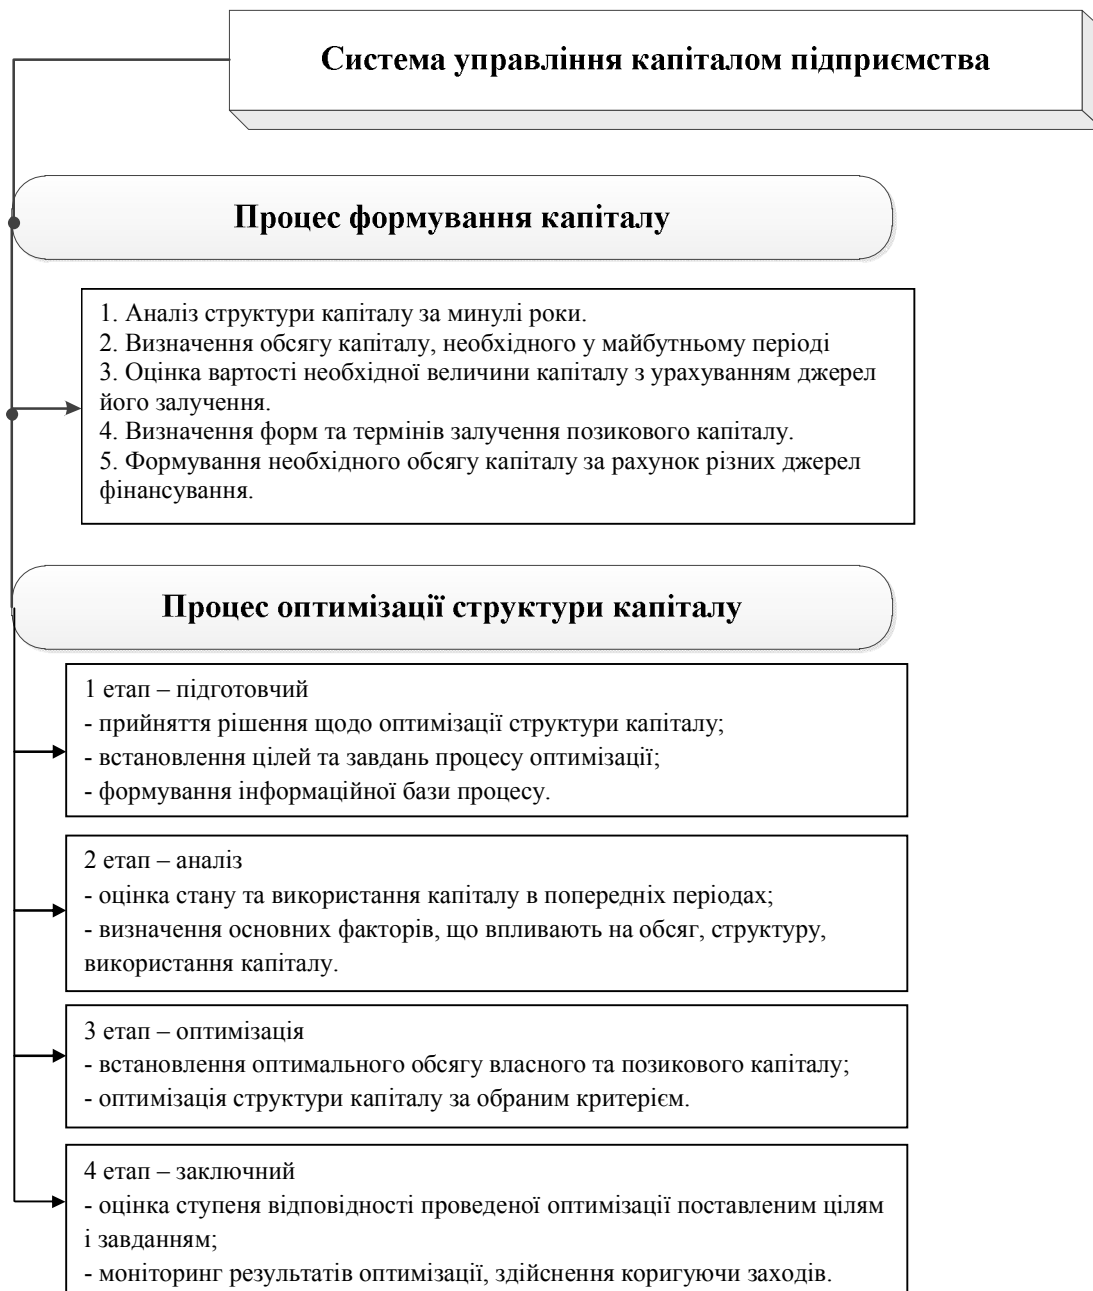 Система управління капіталом підприємства
Процес формування капіталу
1. Аналіз структури капіталу за минулі роки.
2. Визначення обсягу капіталу, необхідного у майбутньому періоді
3. Оцінка вартості необхідної величини капіталу з урахуванням джерел
його залучення.
4. Визначення форм та термінів залучення позикового капіталу.
5. Формування необхідного обсягу капіталу за рахунок різних джерел
фінансування.
Процес оптимізації структури капіталу
1 етап – підготовчий
- прийняття рішення щодо оптимізації структури капіталу;
- встановлення цілей та завдань процесу оптимізації;
- формування інформаційної бази процесу.
2 етап – аналіз
- оцінка стану та використання капіталу в попередніх періодах;
- визначення основних факторів, що впливають на обсяг, структуру,
використання капіталу.
3 етап – оптимізація
- встановлення оптимального обсягу власного та позикового капіталу;
- оптимізація структури капіталу за обраним критерієм.
4 етап – заключний
- оцінка ступеня відповідності проведеної оптимізації поставленим цілям
і завданням;
- моніторинг результатів оптимізації, здійснення коригуючи заходів.